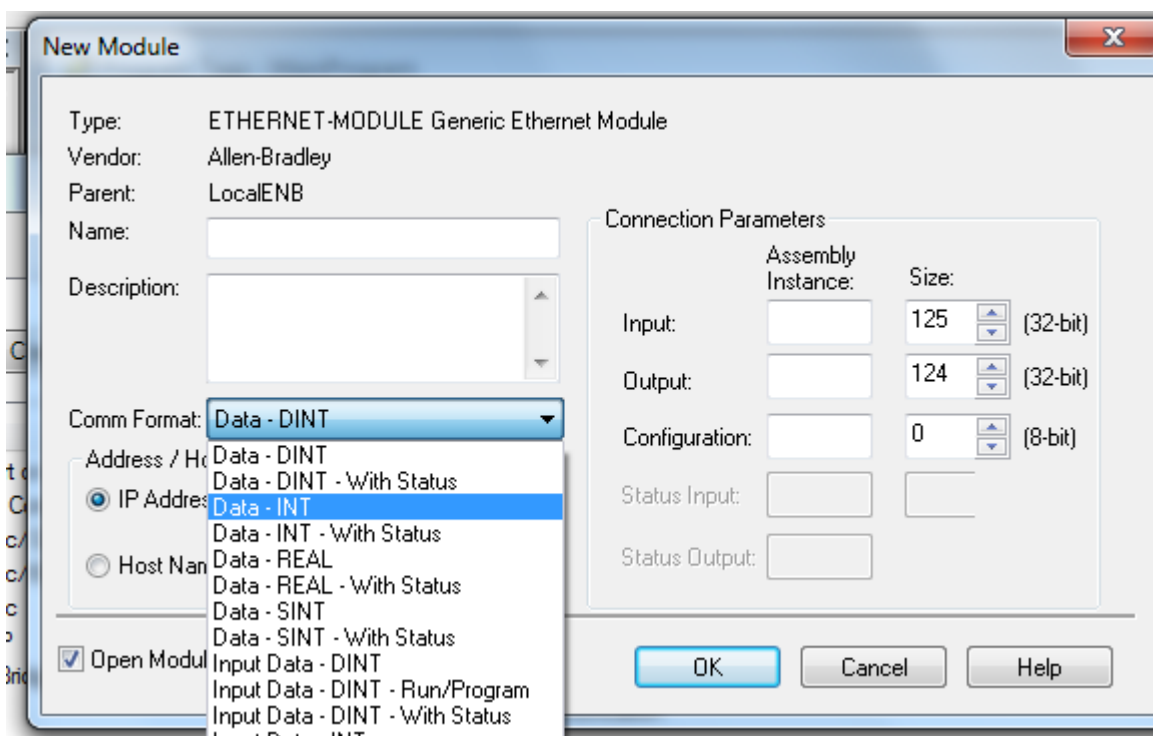 New Module
Type: ETHERNET-MODULE Generic Ethernet Module
Vendor: Allen-Bradley
Parent: LocalENB
Name:
Description:
Comm Format: Data - DINT
Data - DINT
Data - DINT - With Status
Data - INT
Data - INT - With Status
Data - REAL
Data - REAL - With Status
Data - SINT
Data - SINT - With Status
Input Data - DINT
Input Data - DINT - Run/Program
Input Data - DINT - With Status
Address / Ho
IP Addres
Host Nan
Open Modul
Connection Parameters
Assembly
Instance:
Size:
Input: 125 (32-bit)
Output: 124 (32-bit)
Configuration: 0 (8-bit)
Status Input:
Status Output:
OK Cancel Help